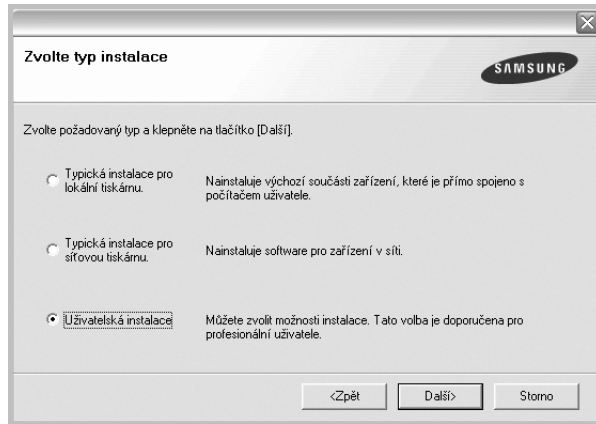 Zvolte typ instalace
SAMSUNG
Zvolte požadovaný typ a klepněte na tlačítko [Další].
Typická instalace pro
lokální tiskárnu.
Nainstaluje výchozí součásti zařízení, které je přímo spojeno s
počítačem uživatele.
Typická instalace pro
síťovou tiskárnu.
Nainstaluje software pro zařízení v síti.
Uživatelská instalace
Můžete zvolit možnosti instalace. Tato volba je doporučena pro
profesionální uživatele.
<Zpět
Další>
Storno